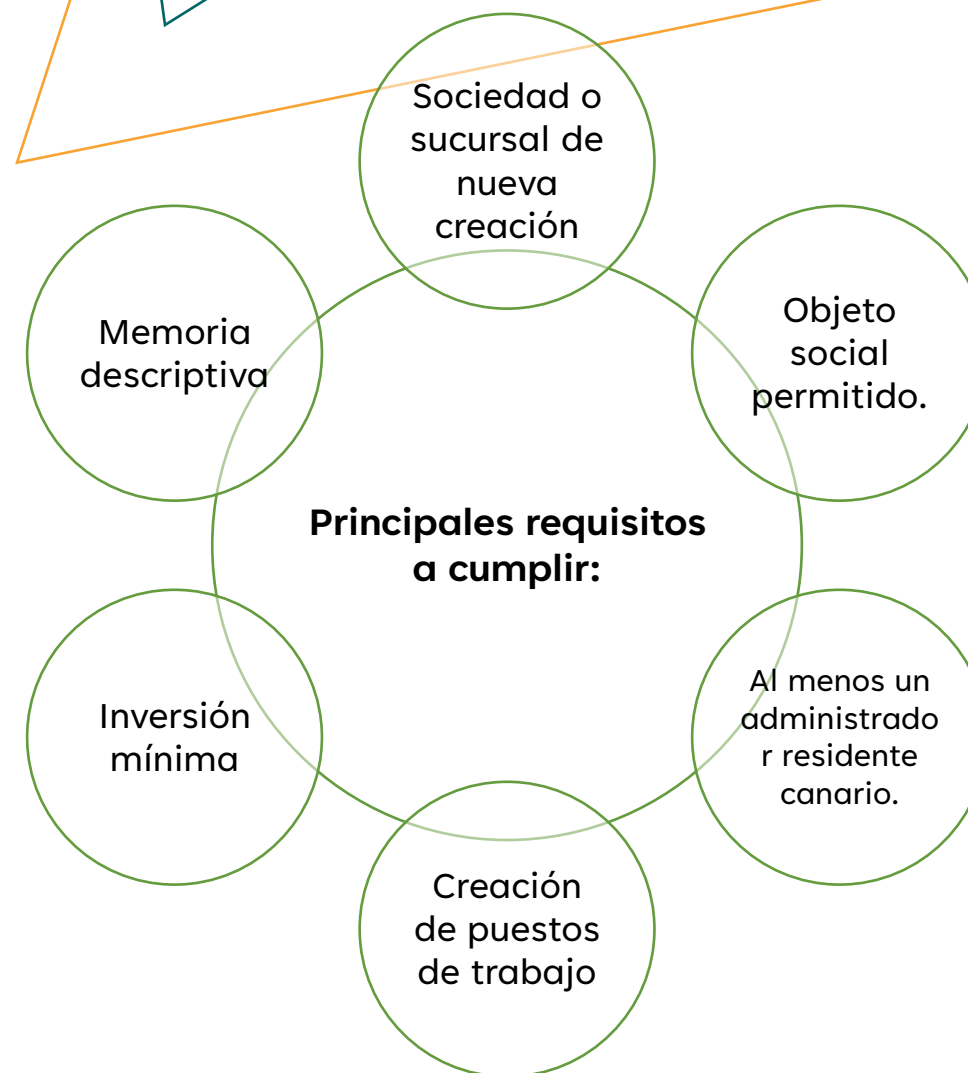 Sociedad o
sucursal de
nueva
creación
Objeto
social
permitido.
Al menos un
administrado
r residente
canario.
Creación
de puestos
de trabajo
Inversión
mínima
Memoria
descriptiva
Principales requisitos
a cumplir: